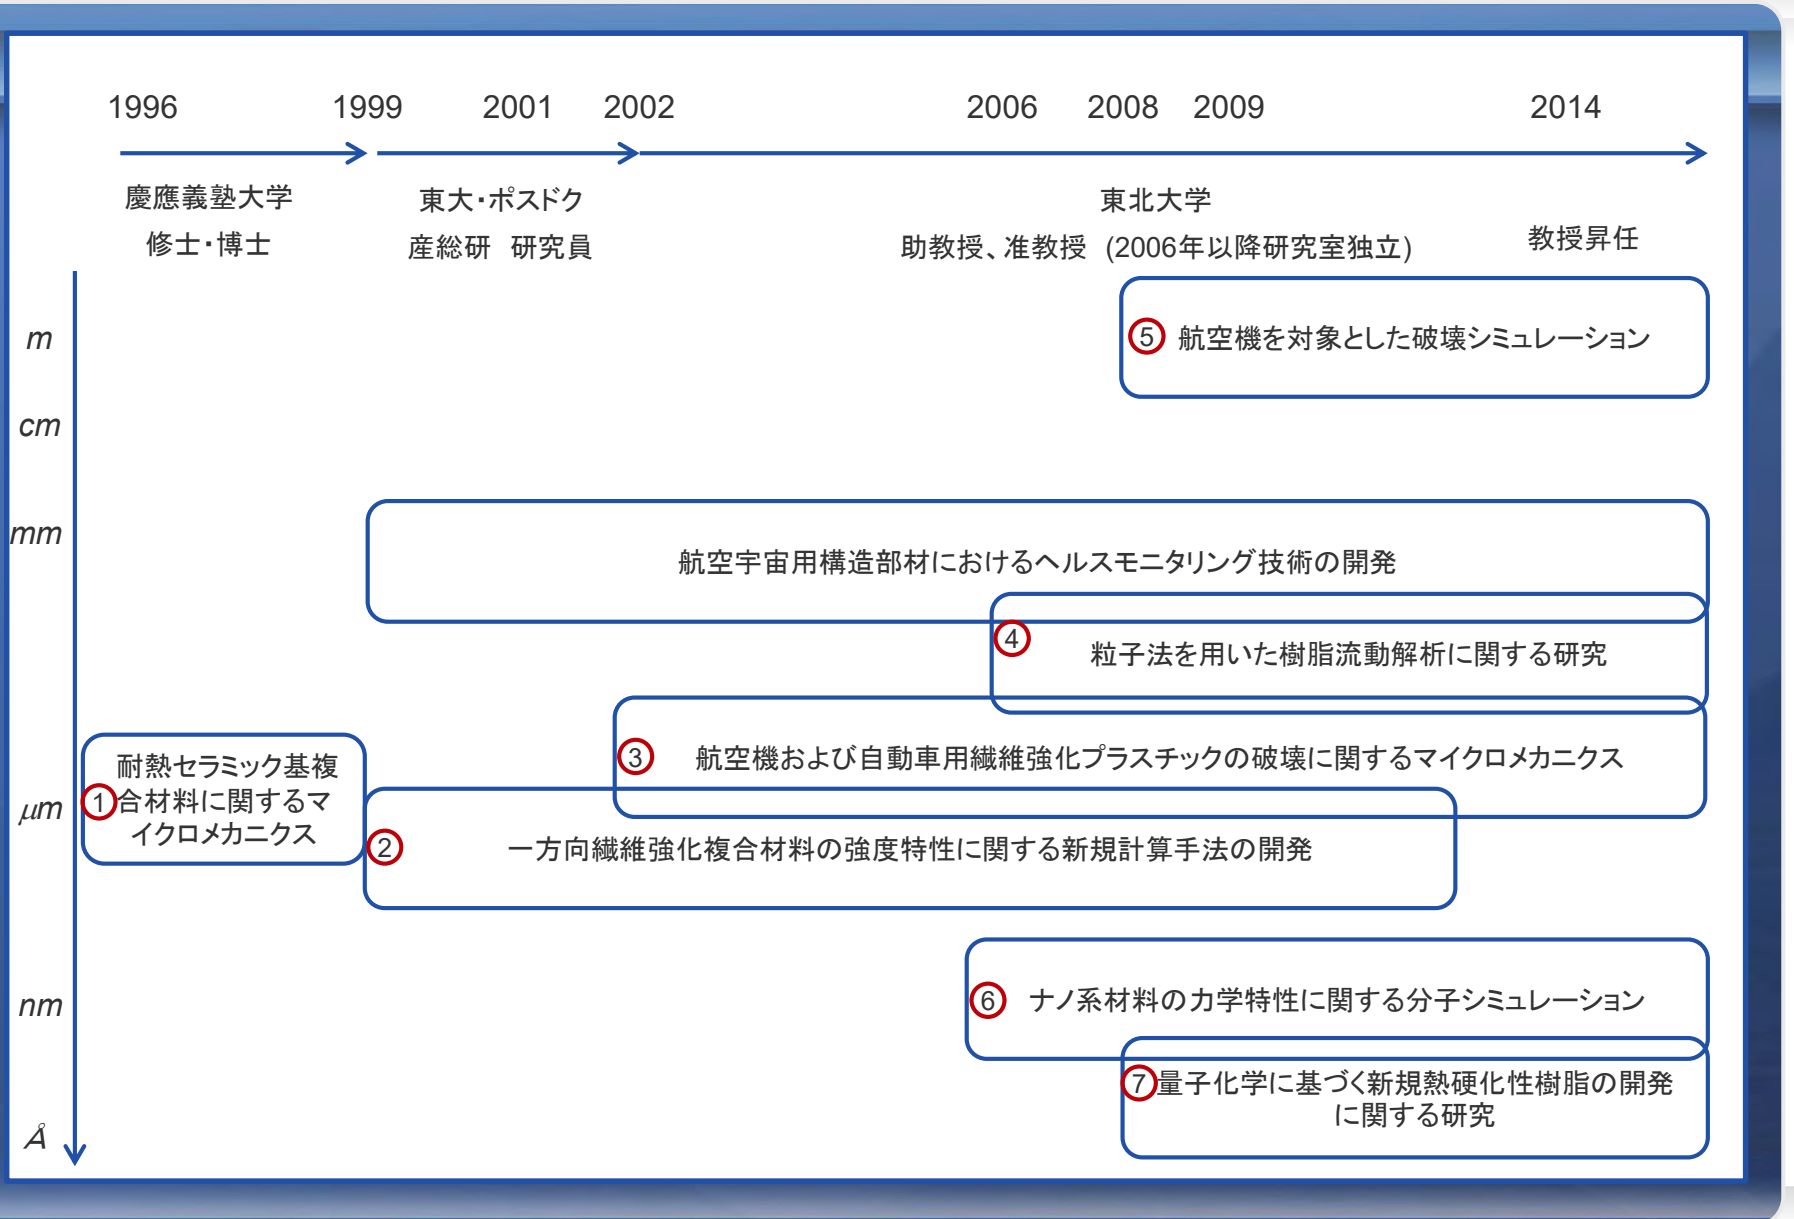 1996 1999 2001 2002 2006 2008 2009 2014
慶應義塾大学
修士・博士
東大・ポスドク
産総研 研究員
東北大学
助教授、准教授 (2006年以降研究室独立)
教授昇任
m
cm
mm
μm
nm
Å
⑤ 航空機を対象とした破壊シミュレーション
航空宇宙用構造部材におけるヘルスモニタリング技術の開発
④ 粒子法を用いた樹脂流動解析に関する研究
③ 航空機および自動車用繊維強化プラスチックの破壊に関するマイクロメカニクス
耐熱セラミック基複
① 合材料に関するマ
イクロメカニクス
② 一方向繊維強化複合材料の強度特性に関する新規計算手法の開発
⑥ ナノ系材料の力学特性に関する分子シミュレーション
⑦ 量子化学に基づく新規熱硬化性樹脂の開発
に関する研究